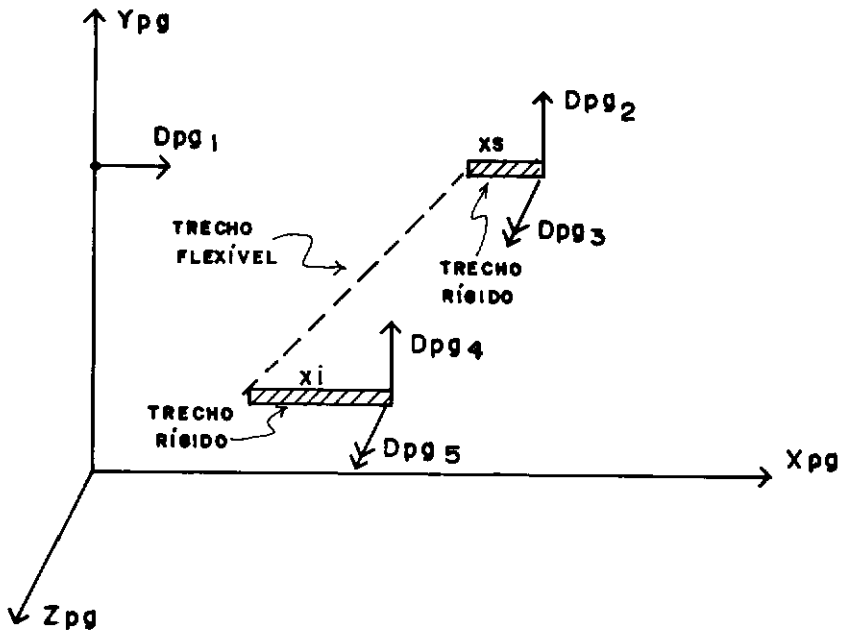 Ypg
Dpg2
Dpg1
xs
TRECHO
FLEXÍVEL
Dpg3
TRECHO
RÍGIDO
Dpg4
xi
TRECHO
RÍGIDO
Dpg5
Xpg
Zpg